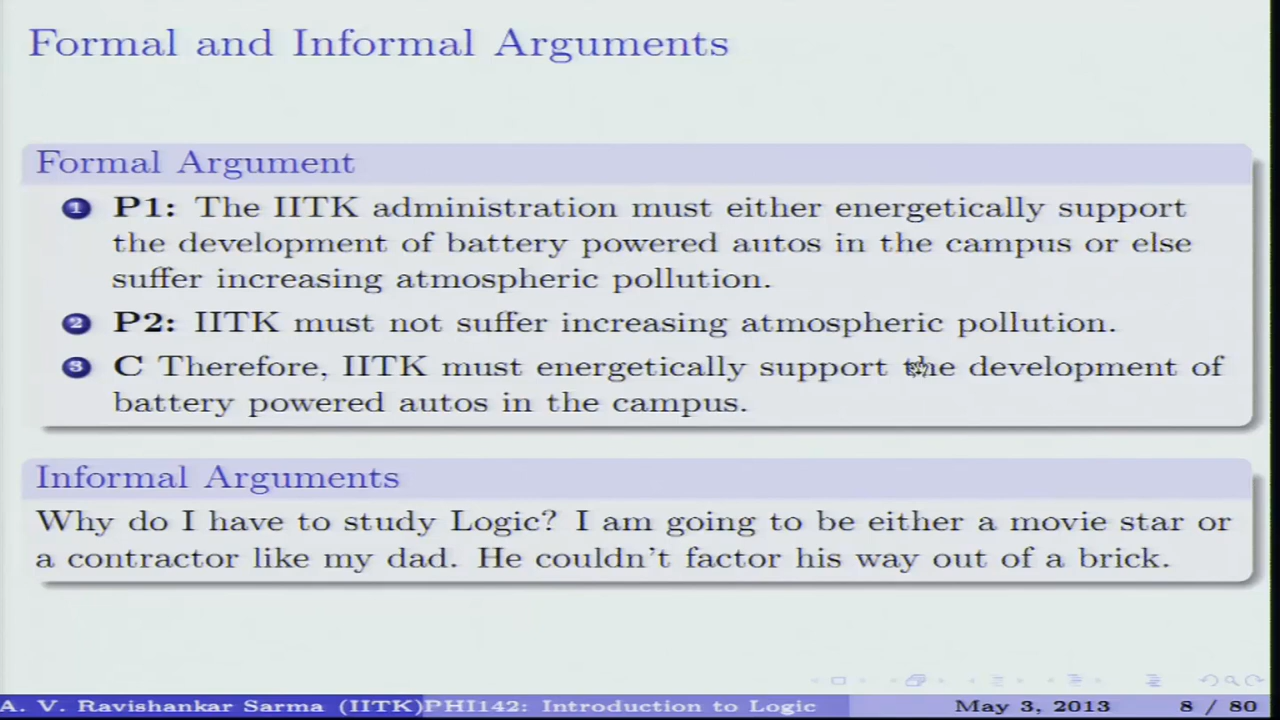 Formal and Informal Arguments
Formal Argument
1 P1: The IITK administration must either energetically support
the development of battery powered autos in the campus or else
suffer increasing atmospheric pollution.
2 P2: IITK must not suffer increasing atmospheric pollution.
3 C Therefore, IITK must energetically support the development of
battery powered autos in the campus.
Informal Arguments
Why do I have to study Logic? I am going to be either a movie star or
a contractor like my dad. He couldn't factor his way out of a brick.
A. V. Ravishankar Sarma (IITK) PHI142: Introduction to Logic May 3, 2013 8 / 80